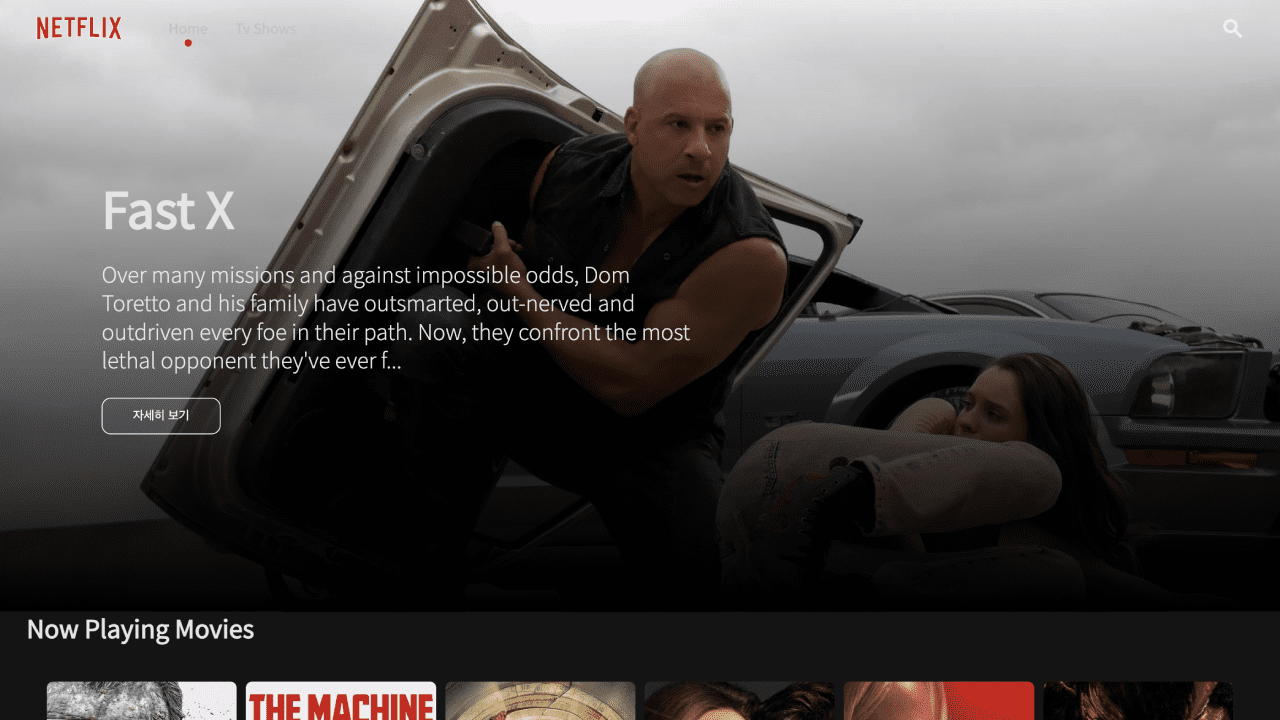 NETFLIX
Home
Tv Shows
Fast X
Over many missions and against impossible odds, Dom
Toretto and his family have outsmarted, out-nerved and
outdriven every foe in their path. Now, they confront the most
lethal opponent they've ever f...
자세히 보기
Now Playing Movies
THE MACHINE